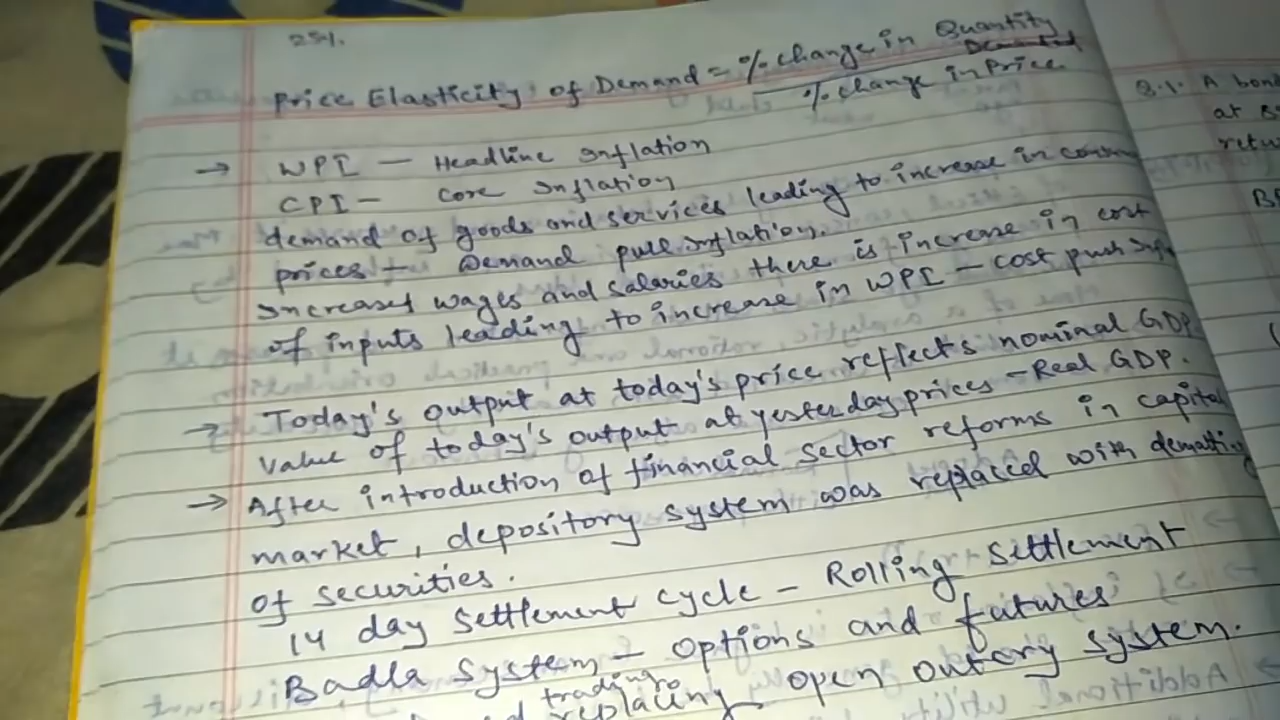 25%.
Price Elasticity of Demand = % change in Quantity Demanded
% change in Price
→ WPI — Headline Inflation
CPI — Core Inflation
demand of goods and services leading to increase in
prices — Demand pull inflation.
Increased wages and salaries there is increase in cost
of inputs leading to increase in WPI — cost push
→ Today's output at today's price reflects nominal GDP.
Value of today's output at yesterday prices — Real GDP.
→ After introduction of financial sector reforms in capital
market, depository system was replaced with
of securities.
14 day settlement cycle — Rolling settlement
Badla System — options and futures
trading
replacing open outcry system.
Q.1. A bond
at